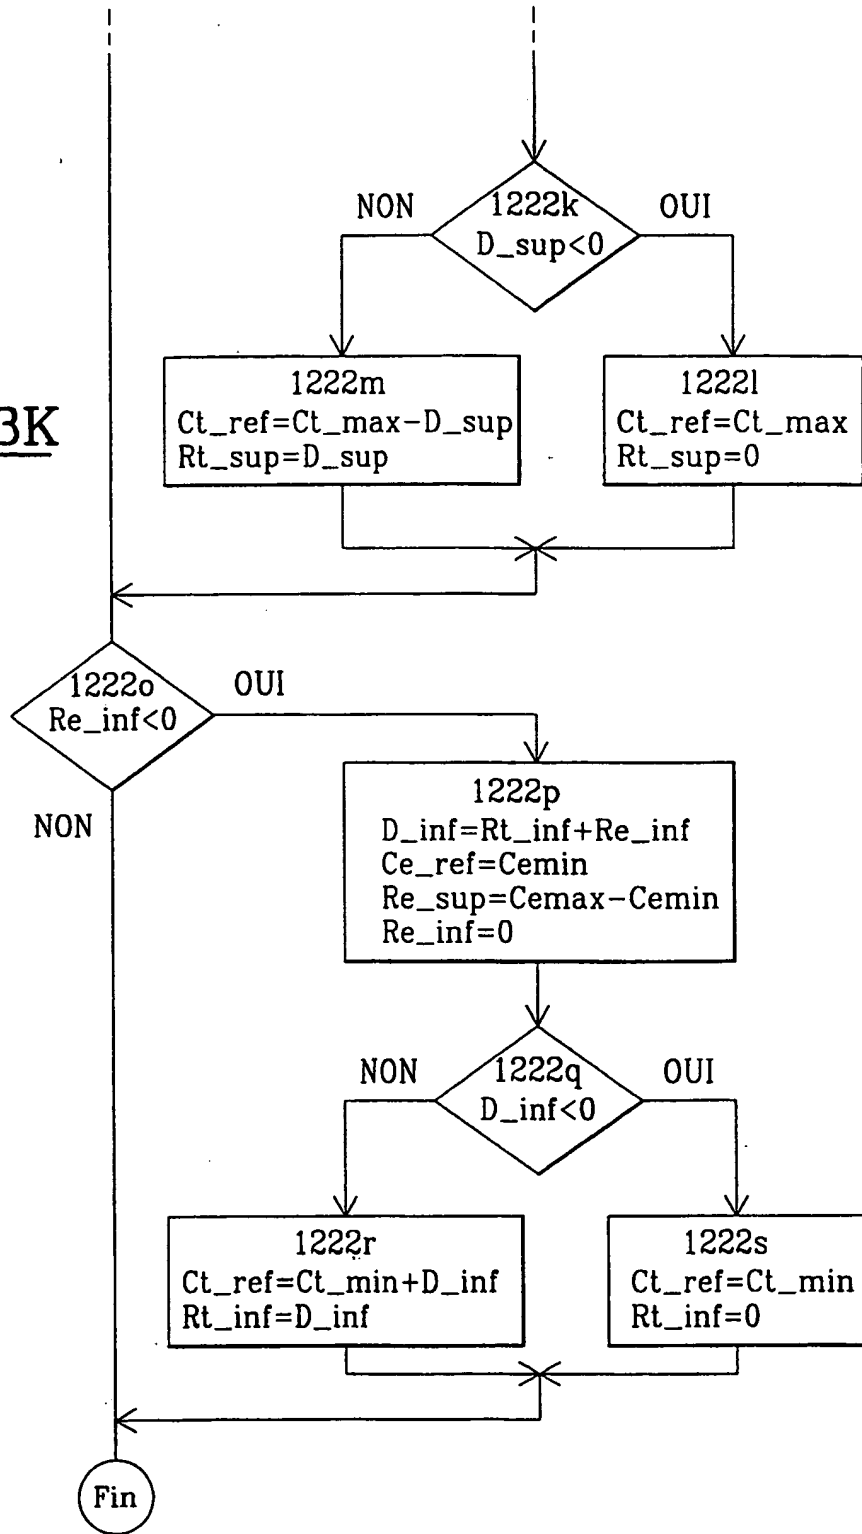 1222k
NON
OUI
D_sup<0
1222m
Ct_ref=Ct_max-D_sup
Rt_sup=D_sup
1222l
Ct_ref=Ct_max
Rt_sup=0
3K
1222o
Re_inf<0
OUI
NON
1222p
D_inf=Rt_inf+Re_inf
Ce_ref=Cemin
Re_sup=Cemax-Cemin
Re_inf=0
1222q
NON
OUI
D_inf<0
1222r
Ct_ref=Ct_min+D_inf
Rt_inf=D_inf
1222s
Ct_ref=Ct_min
Rt_inf=0
Fin